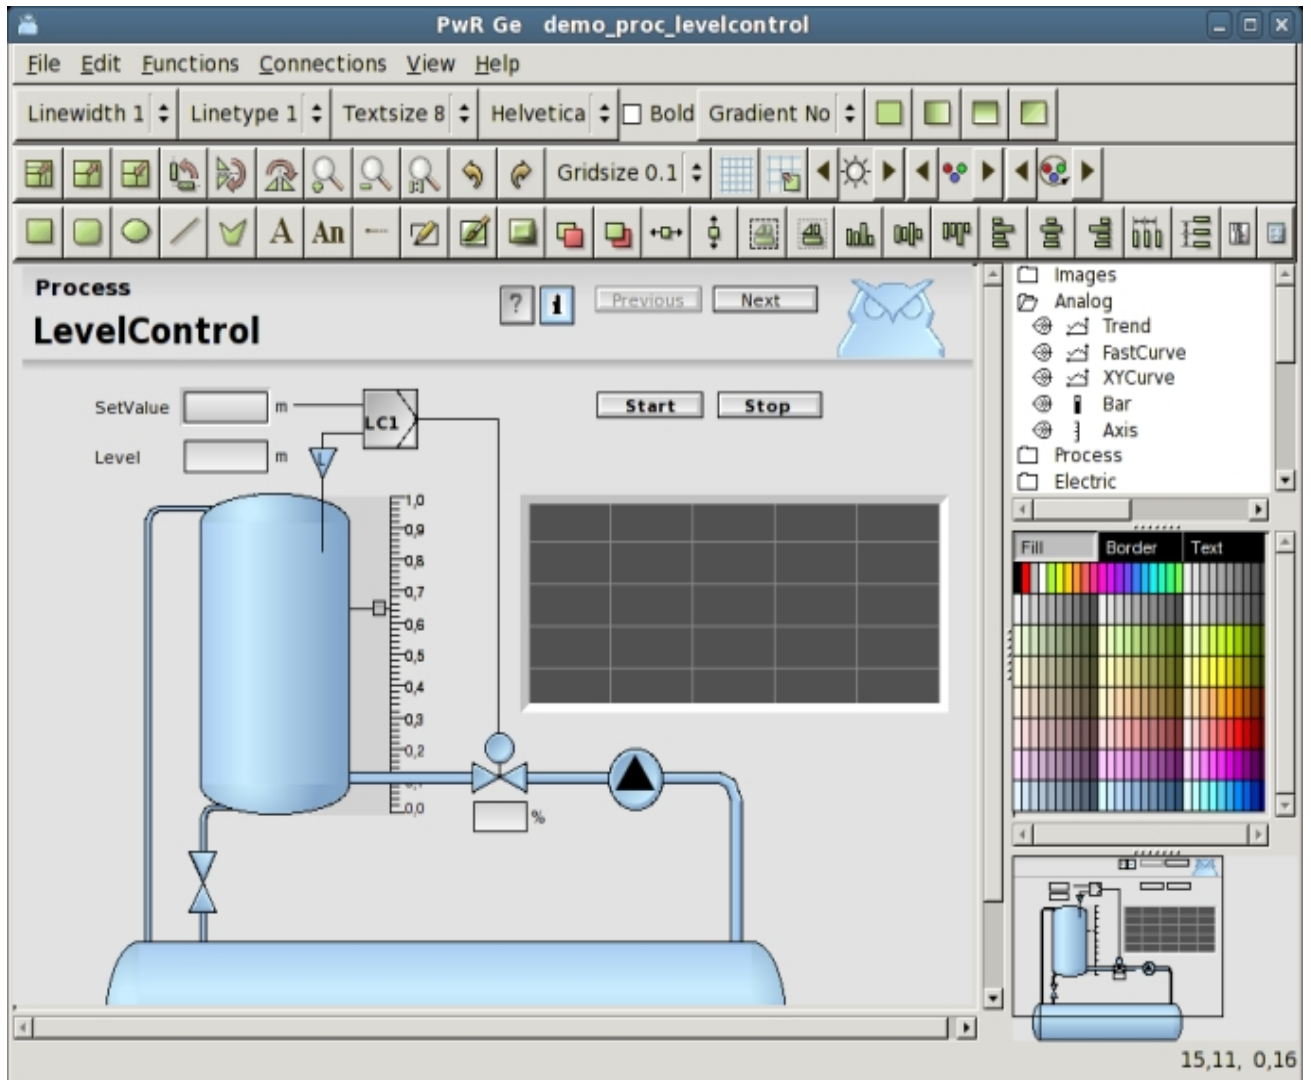 PwR Ge demo_proc_levelcontrol
File Edit Functions Connections View Help
Linewidth 1 Linetype 1 Textsize 8 Helvetica Bold Gradient No
Gridsize 0.1
A An
Process
LevelControl
? i Previous Next
SetValue m LC1 Start Stop
Level m L
1,0
0,9
0,8
0,7
0,6
0,5
0,4
0,3
0,2
0,0
%
Images
Analog
Trend
FastCurve
XYCurve
Bar
Axis
Process
Electric
Fill Border Text
15,11, 0,16